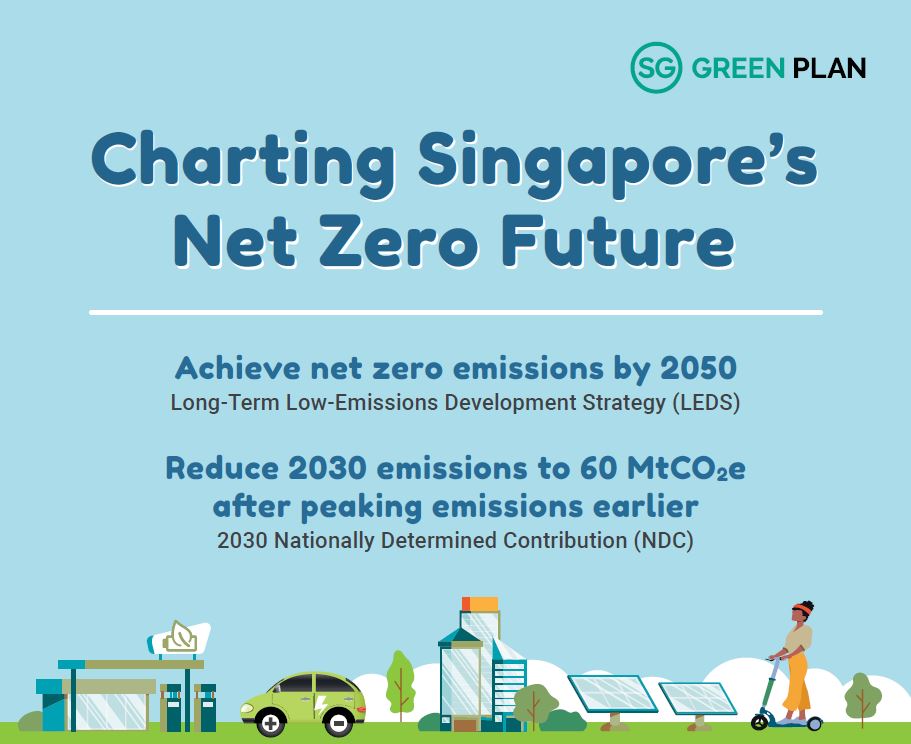 SG GREEN PLAN
Charting Singapore’s
Net Zero Future
Achieve net zero emissions by 2050
Long-Term Low-Emissions Development Strategy (LEDS)
Reduce 2030 emissions to 60 MtCO₂e
after peaking emissions earlier
2030 Nationally Determined Contribution (NDC)